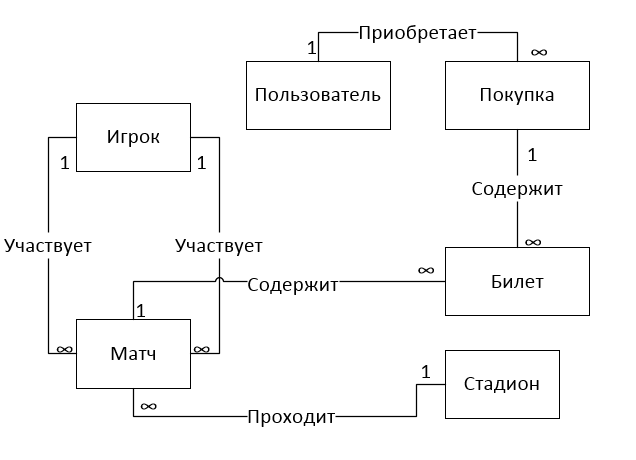 Приобретает
1
∞
Пользователь
Покупка
Игрок
1
1
1
Содержит
Участвует
Участвует
∞
Содержит
∞
Билет
1
∞
Матч
∞
1
Стадион
∞
Проходит